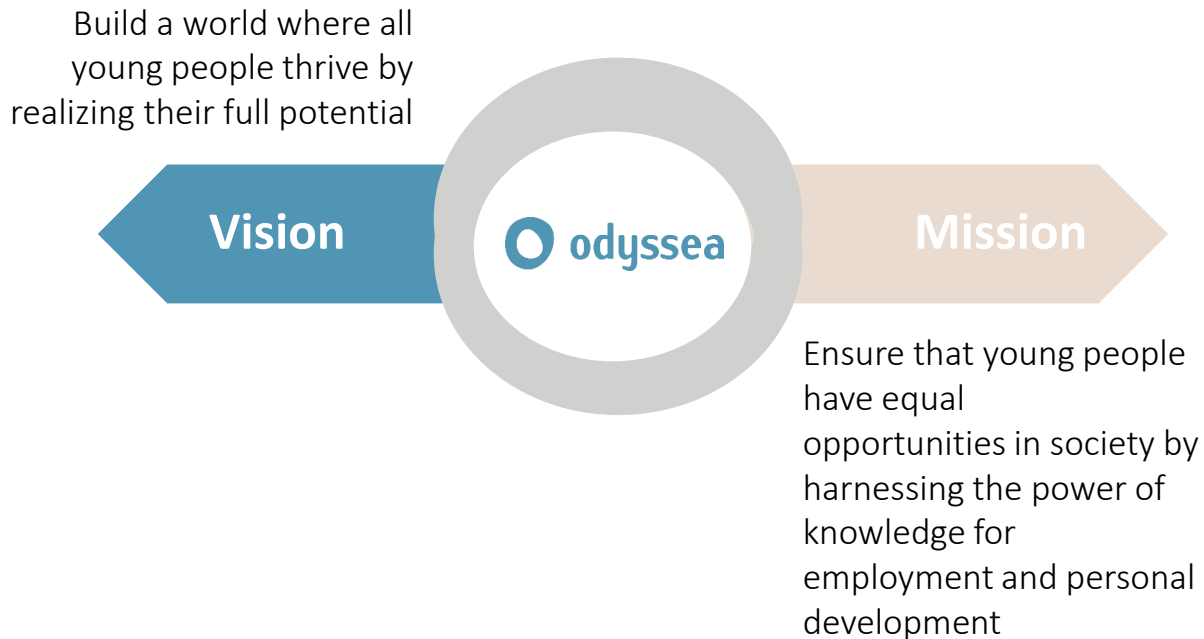 Build a world where all
young people thrive by
realizing their full potential
Vision
odyssea
Mission
Ensure that young people
have equal
opportunities in society by
harnessing the power of
knowledge for
employment and personal
development